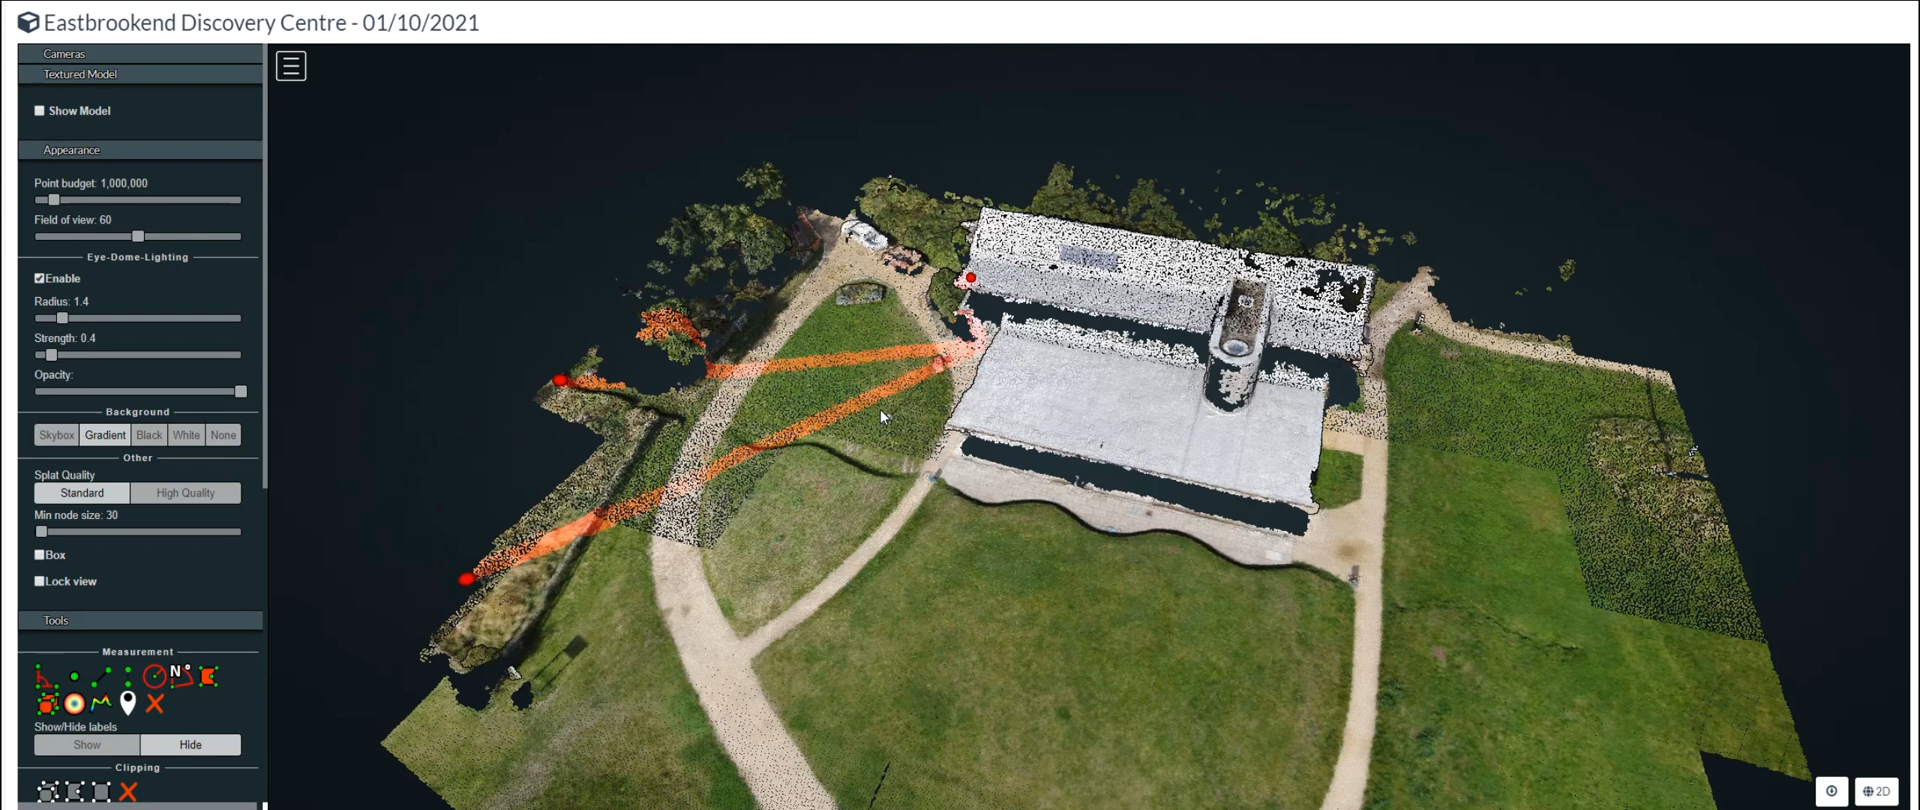 Eastbrookend Discovery Centre - 01/10/2021
Cameras
Textured Model
Show Model
Appearance
Point budget: 1,000,000
Field of view: 60
Eye-Dome-Lighting
Enable
Radius: 1.4
Strength: 0.4
Opacity:
Background
Skybox Gradient Black White None
Other
Splat Quality
Standard High Quality
Min node size: 30
Box
Lock view
Tools
Measurement
N°
Show/Hide labels
Show Hide
Clipping
2D